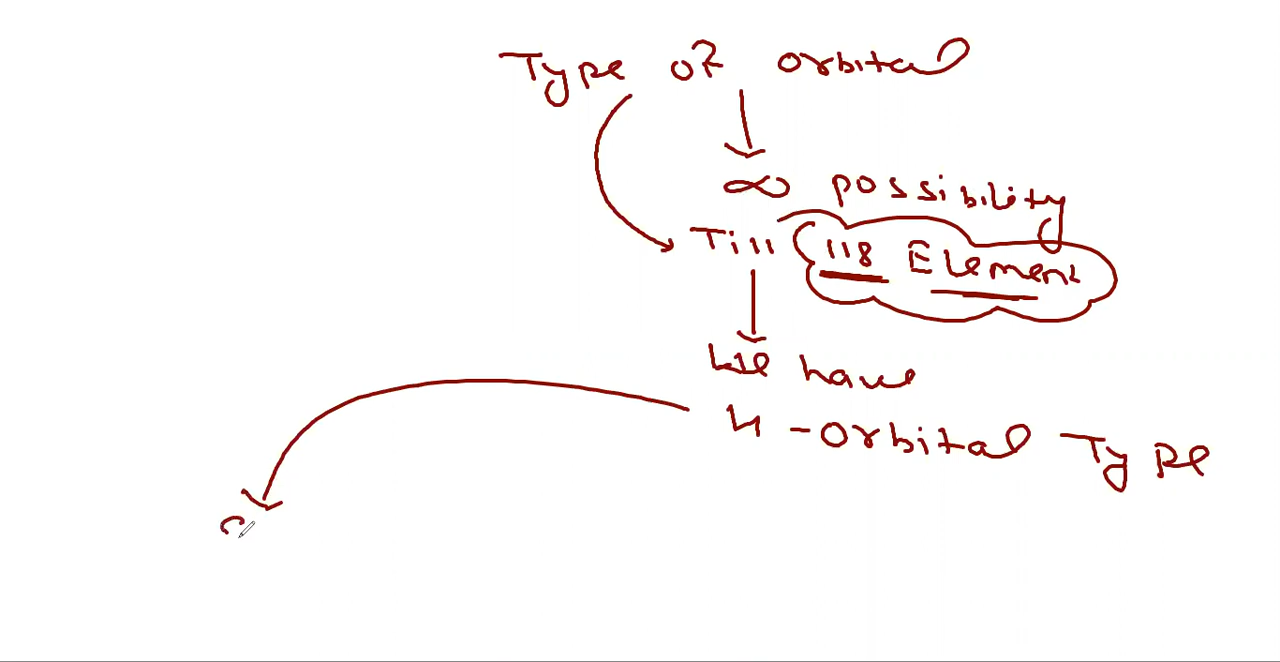 Type of orbital
∞ possibility
Till 118 Element
We have
4 - orbital Type